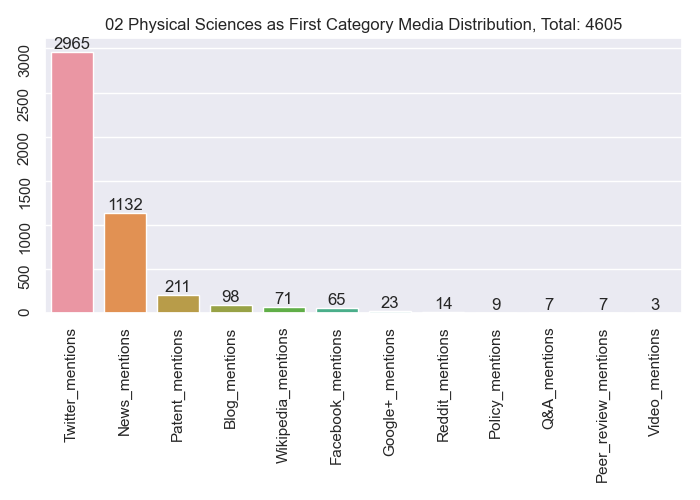 02 Physical Sciences as First Category Media Distribution, Total: 4605
3000
2500
2000
1500
1000
500
0
2965
1132
211
98
71
65
23
14
9
7
7
3
Twitter_mentions
News_mentions
Patent_mentions
Blog_mentions
Wikipedia_mentions
Facebook_mentions
Google+_mentions
Reddit_mentions
Policy_mentions
Q&A_mentions
Peer_review_mentions
Video_mentions